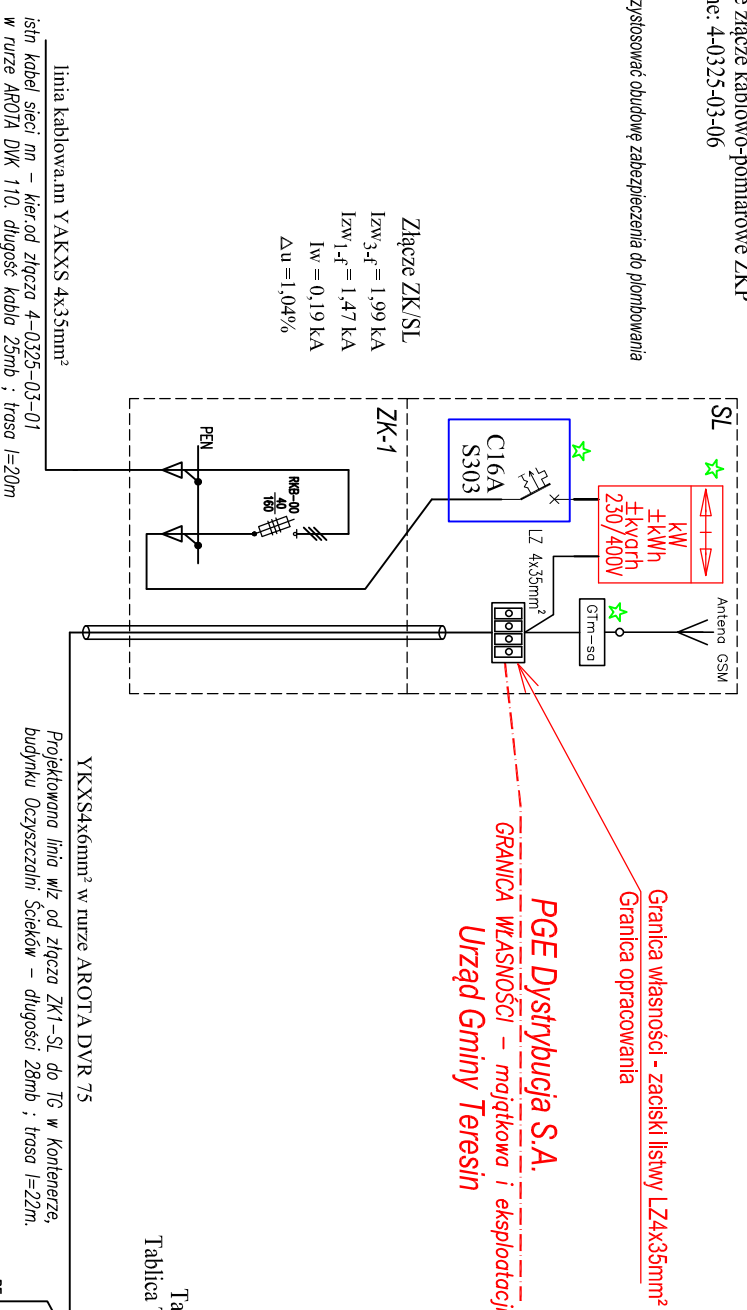 złącze kablowo-pomiarowe ZKP
4-0325-03-06
obudowę zabezpieczenia do plombowania
Złącze ZK/SL
Izw3-f = 1,99 kA
Izw1-f = 1,47 kA
Iw = 0,19 kA
Δu =1,04%
linia kablowa.nn YAKXS 4x35mm²
istn kabel sieci nn – kier.od złącza 4–0325–03–01
w rurze AROTA DVK 110. długość kabla 25mb ; trasa l=20m
SL
ZK-1
kW
±kWh
±kvarh
230/400V
C16A
S303
LZ 4x35mm²
GTm–sa
Antena GSM
PEN
RKB–00
40
160
Granica własności - zaciski listwy LZ4x35mm²
Granica opracowania
PGE Dystrybucja S.A.
GRANICA WŁASNOŚCI – majątkowa i eksploatacji
Urząd Gminy Teresin
YKXS4x6mm² w rurze AROTA DVR 75
Projektowana linia wlz od złącza ZK1–SL do TG w Kontenerze,
budynku Oczyszczalni Ścieków – długości 28mb ; trasa l=22m.
Tablica